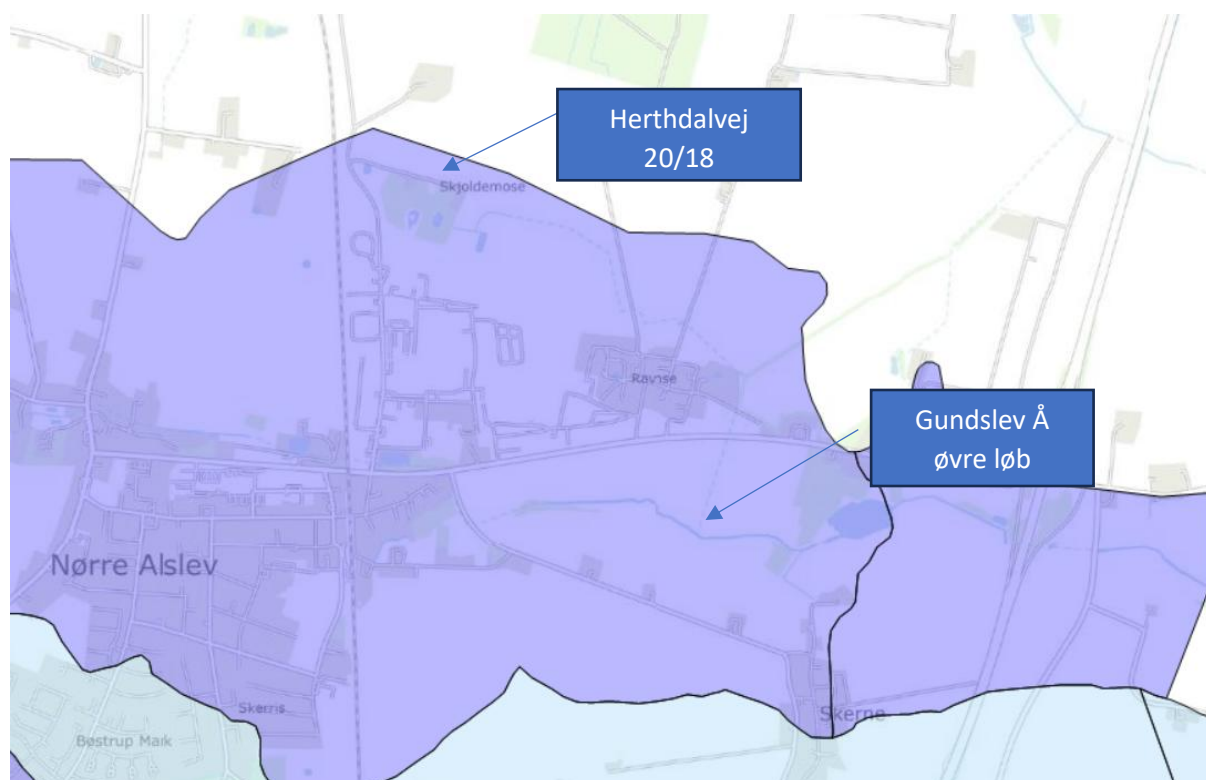 Herthdalvej
20/18
Skjoldemose
Ravnse
Gundslev Å
øvre løb
Nørre Alslev
Skerne
Skerris
Bøstrup Mark